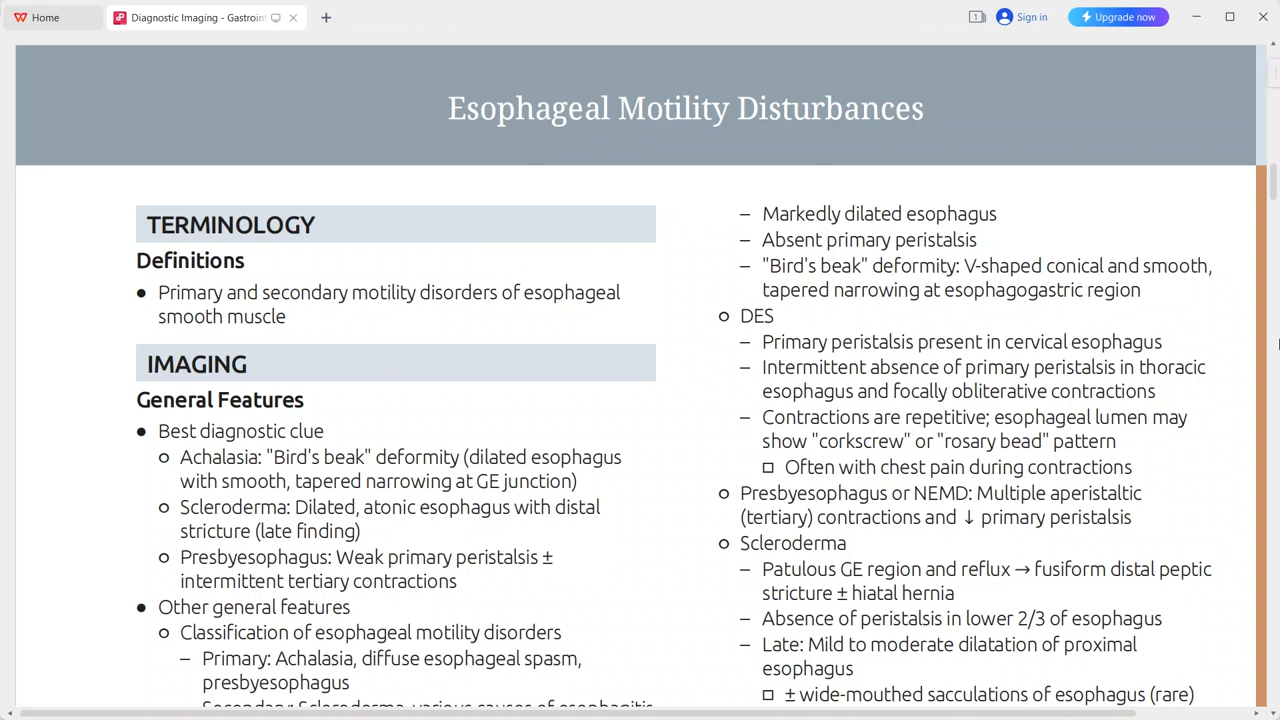 Home
Diagnostic Imaging - Gastroint
1
Sign in
Upgrade now
Esophageal Motility Disturbances
TERMINOLOGY
Definitions
● Primary and secondary motility disorders of esophageal
smooth muscle
IMAGING
General Features
● Best diagnostic clue
○ Achalasia: "Bird's beak" deformity (dilated esophagus
with smooth, tapered narrowing at GE junction)
○ Scleroderma: Dilated, atonic esophagus with distal
stricture (late finding)
○ Presbyesophagus: Weak primary peristalsis ±
intermittent tertiary contractions
● Other general features
○ Classification of esophageal motility disorders
– Primary: Achalasia, diffuse esophageal spasm,
presbyesophagus
– Secondary: Scleroderma, various causes of esophagitis
– Markedly dilated esophagus
– Absent primary peristalsis
– "Bird's beak" deformity: V-shaped conical and smooth,
tapered narrowing at esophagogastric region
○ DES
– Primary peristalsis present in cervical esophagus
– Intermittent absence of primary peristalsis in thoracic
esophagus and focally obliterative contractions
– Contractions are repetitive; esophageal lumen may
show "corkscrew" or "rosary bead" pattern
□ Often with chest pain during contractions
○ Presbyesophagus or NEMD: Multiple aperistaltic
(tertiary) contractions and ↓ primary peristalsis
○ Scleroderma
– Patulous GE region and reflux → fusiform distal peptic
stricture ± hiatal hernia
– Absence of peristalsis in lower 2/3 of esophagus
– Late: Mild to moderate dilatation of proximal
esophagus
□ ± wide-mouthed sacculations of esophagus (rare)